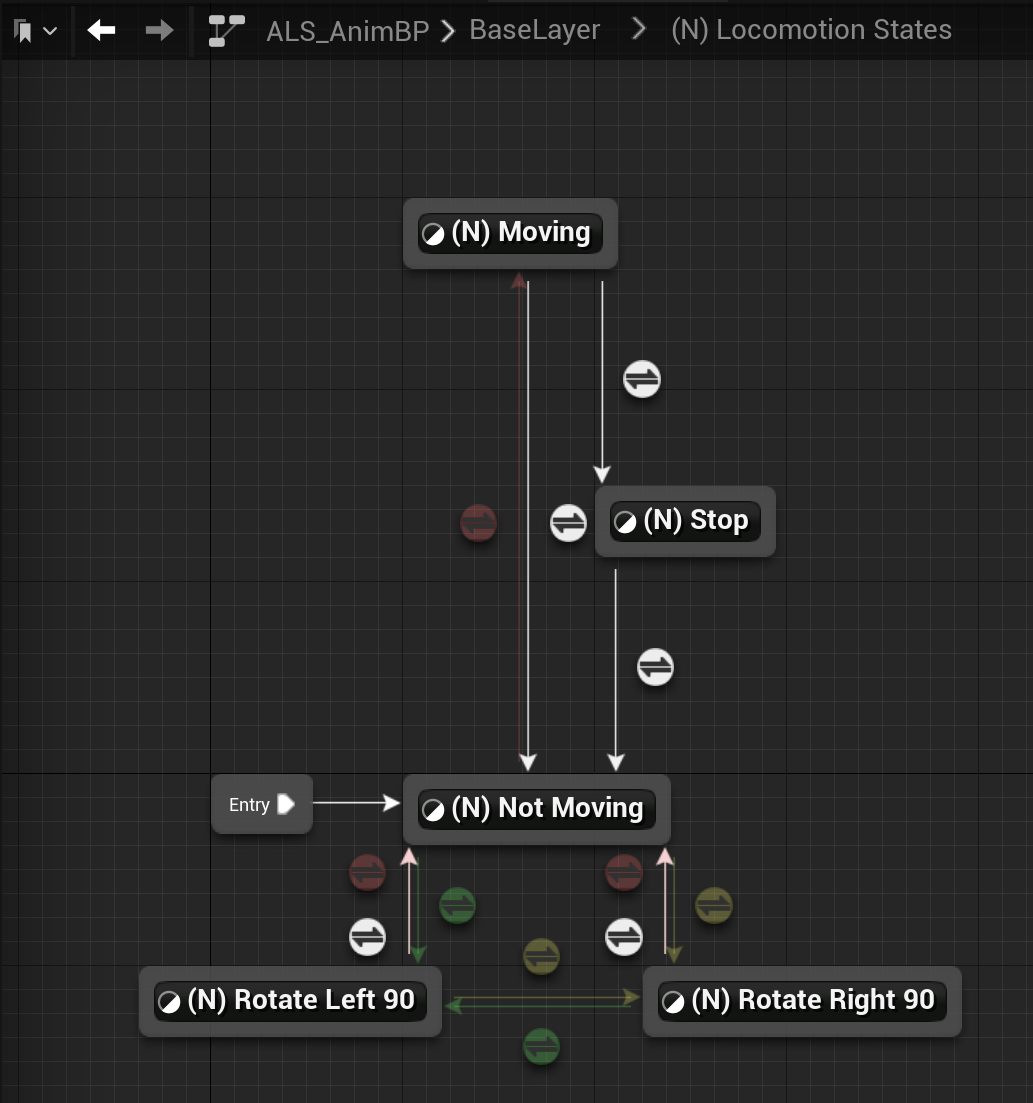 ALS_AnimBP > BaseLayer > (N) Locomotion States
(N) Moving
(N) Stop
Entry
(N) Not Moving
(N) Rotate Left 90
(N) Rotate Right 90